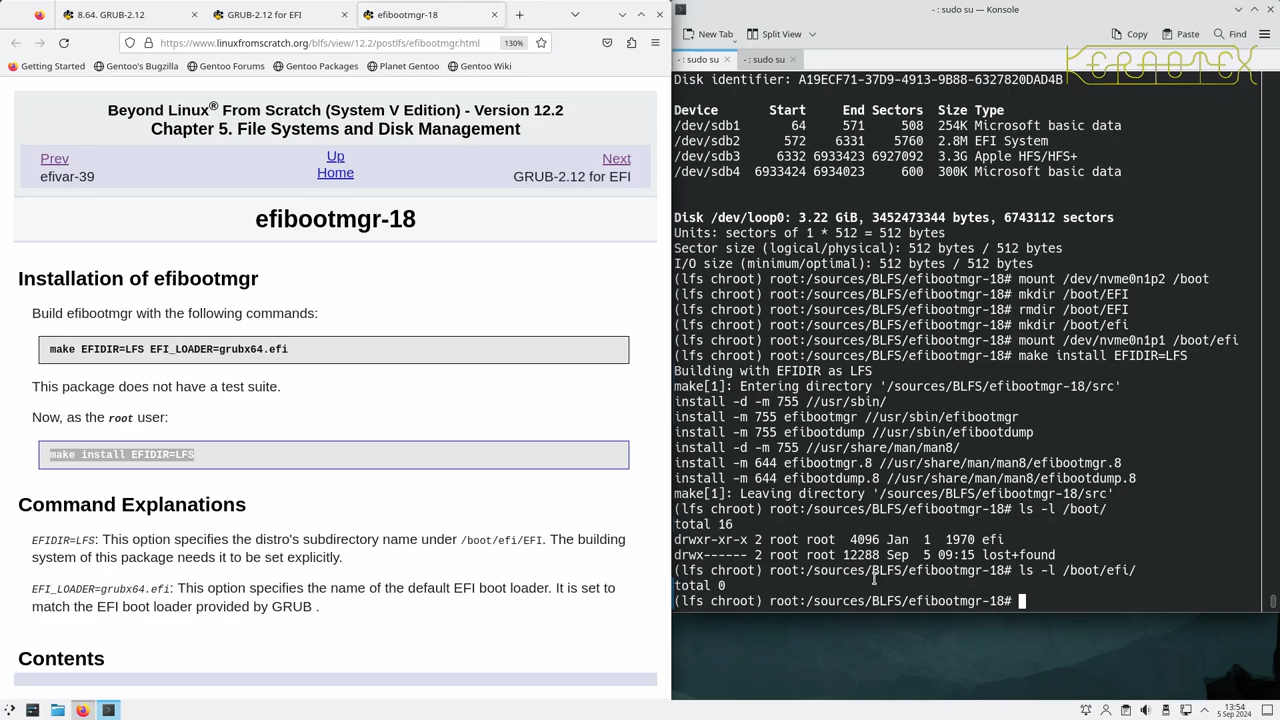 8.64. GRUB-2.12
GRUB-2.12 for EFI
efibootmgr-18
- : sudo su — Konsole
https://www.linuxfromscratch.org/blfs/view/12.2/postlfs/efibootmgr.html
130%
New Tab
Split View
Copy
Paste
Find
Getting Started
Gentoo's Bugzilla
Gentoo Forums
Gentoo Packages
Planet Gentoo
Gentoo Wiki
- : sudo su
- : sudo su
KERNOTEX
Beyond Linux® From Scratch (System V Edition) - Version 12.2
Chapter 5. File Systems and Disk Management
Prev
Up
Next
efivar-39
Home
GRUB-2.12 for EFI
efibootmgr-18
Installation of efibootmgr
Build efibootmgr with the following commands:
make EFIDIR=LFS EFI_LOADER=grubx64.efi
This package does not have a test suite.
Now, as the root user:
make install EFIDIR=LFS
Command Explanations
EFIDIR=LFS: This option specifies the distro's subdirectory name under /boot/efi/EFI. The building
system of this package needs it to be set explicitly.
EFI_LOADER=grubx64.efi: This option specifies the name of the default EFI boot loader. It is set to
match the EFI boot loader provided by GRUB .
Contents
Disk identifier: A19ECF71-37D9-4913-9B88-6327820DAD4B
Device Start End Sectors Size Type
/dev/sdb1 64 571 508 254K Microsoft basic data
/dev/sdb2 572 6331 5760 2.8M EFI System
/dev/sdb3 6332 6933423 6927092 3.3G Apple HFS/HFS+
/dev/sdb4 6933424 6934023 600 300K Microsoft basic data
Disk /dev/loop0: 3.22 GiB, 3452473344 bytes, 6743112 sectors
Units: sectors of 1 * 512 = 512 bytes
Sector size (logical/physical): 512 bytes / 512 bytes
I/O size (minimum/optimal): 512 bytes / 512 bytes
(lfs chroot) root:/sources/BLFS/efibootmgr-18# mount /dev/nvme0n1p2 /boot
(lfs chroot) root:/sources/BLFS/efibootmgr-18# mkdir /boot/EFI
(lfs chroot) root:/sources/BLFS/efibootmgr-18# rmdir /boot/EFI
(lfs chroot) root:/sources/BLFS/efibootmgr-18# mkdir /boot/efi
(lfs chroot) root:/sources/BLFS/efibootmgr-18# mount /dev/nvme0n1p1 /boot/efi
(lfs chroot) root:/sources/BLFS/efibootmgr-18# make install EFIDIR=LFS
Building with EFIDIR as LFS
make[1]: Entering directory '/sources/BLFS/efibootmgr-18/src'
install -d -m 755 //usr/sbin/
install -m 755 efibootmgr //usr/sbin/efibootmgr
install -m 755 efibootdump //usr/sbin/efibootdump
install -d -m 755 //usr/share/man/man8/
install -m 644 efibootmgr.8 //usr/share/man/man8/efibootmgr.8
install -m 644 efibootdump.8 //usr/share/man/man8/efibootdump.8
make[1]: Leaving directory '/sources/BLFS/efibootmgr-18/src'
(lfs chroot) root:/sources/BLFS/efibootmgr-18# ls -l /boot/
total 16
drwxr-xr-x 2 root root 4096 Jan 1 1970 efi
drwx------ 2 root root 12288 Sep 5 09:15 lost+found
(lfs chroot) root:/sources/BLFS/efibootmgr-18# ls -l /boot/efi/
total 0
(lfs chroot) root:/sources/BLFS/efibootmgr-18#
13:54
5 Sep 2024